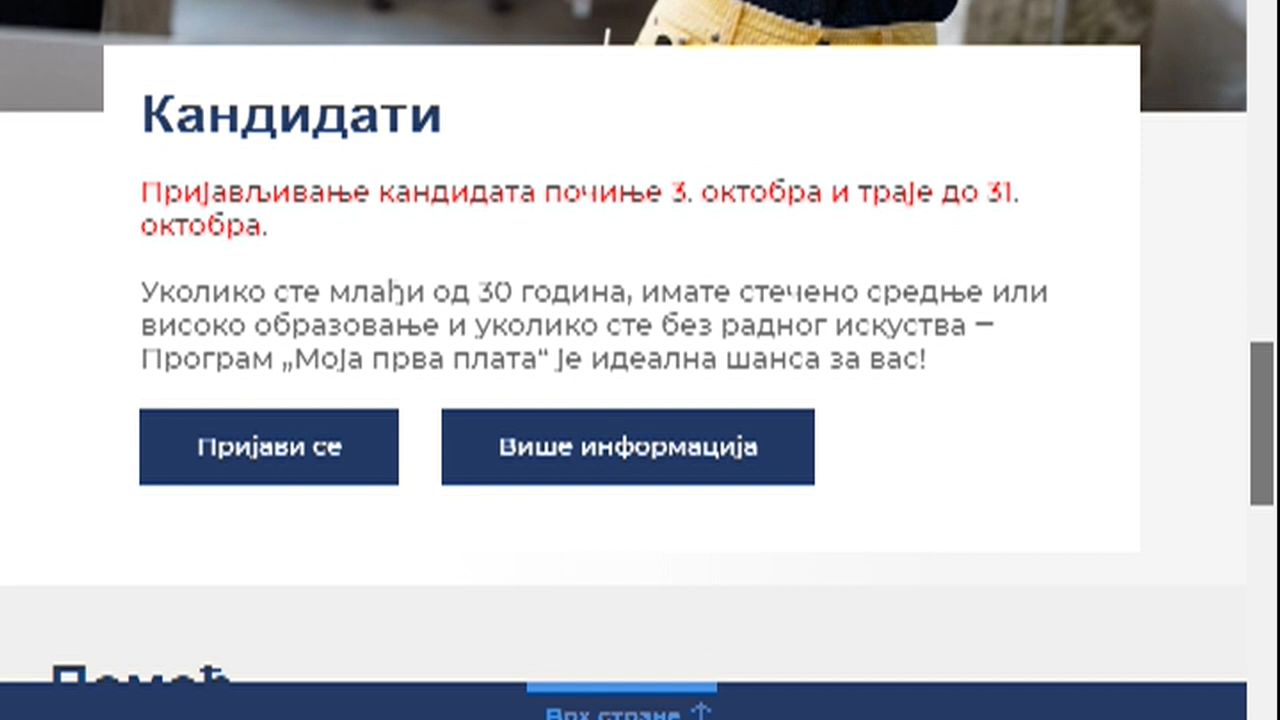 Кандидати
Пријављивање кандидата почиње 3. октобра и траје до 31.
октобра.
Уколико сте млађи од 30 година, имате стечено средње или
високо образовање и уколико сте без радног искуства —
Програм „Моја прва плата“ је идеална шанса за вас!
Пријави се
Више информација
Помоћ
Врх стране ↑